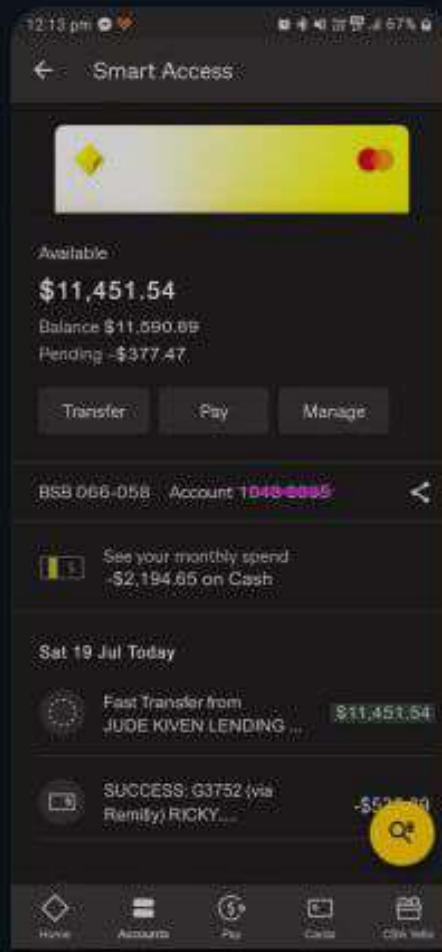 12:13 pm
67%
Smart Access
Available
$11,451.54
Balance $11,590.69
Pending -$377.47
Transfer
Pay
Manage
BSB 066-058 Account
See your monthly spend
-$2,194.65 on Cash
Sat 19 Jul Today
Fast Transfer from
JUDE KIVEN LENDING ...
$11,451.54
SUCCESS: G3752 (via
Remitly) RICKY....
Home
Accounts
Pay
Cards